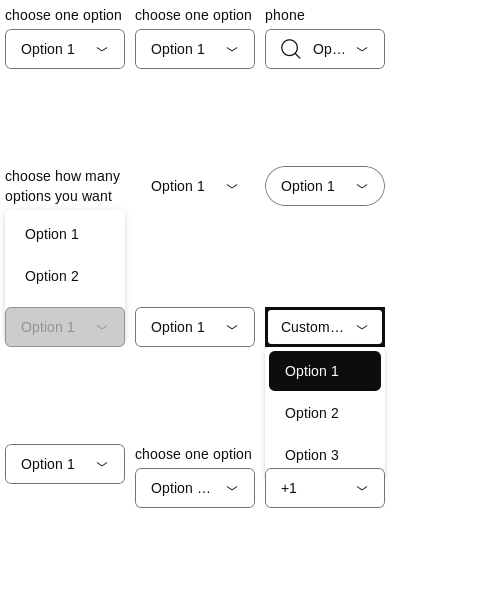 choose one option
choose one option
phone
Option 1
Option 1
Op…
choose how many
options you want
Option 1
Option 1
Option 1
Option 2
Option 1
Option 1
Custom…
Option 1
Option 2
Option 3
Option 1
choose one option
Option …
+1